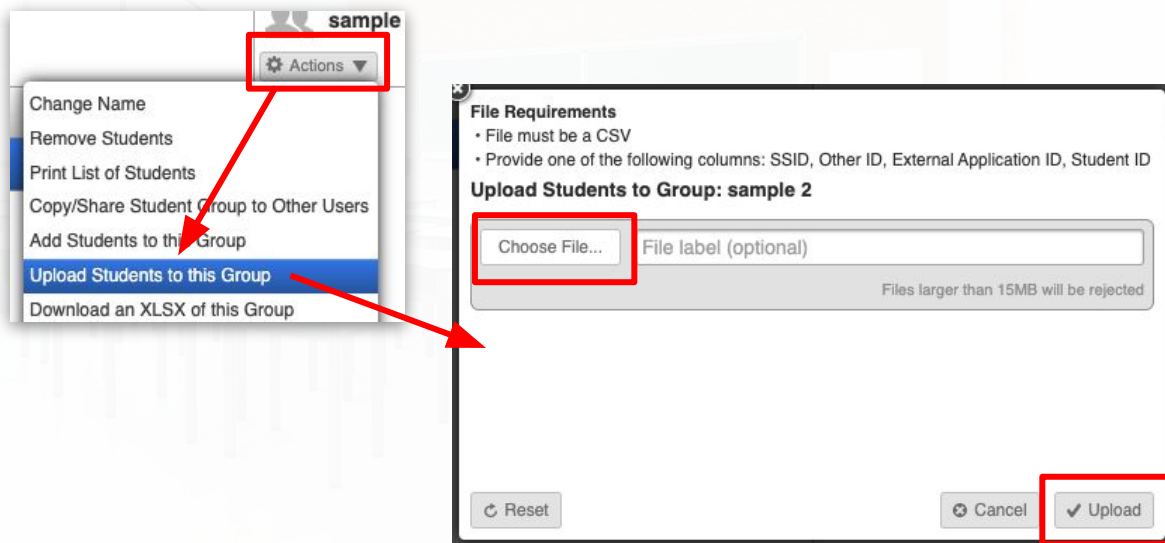 sample
Actions
Change Name
Remove Students
Print List of Students
Copy/Share Student Group to Other Users
Add Students to this Group
Upload Students to this Group
Download an XLSX of this Group
File Requirements
• File must be a CSV
• Provide one of the following columns: SSID, Other ID, External Application ID, Student ID
Upload Students to Group: sample 2
Choose File... File label (optional)
Files larger than 15MB will be rejected
Reset Cancel Upload